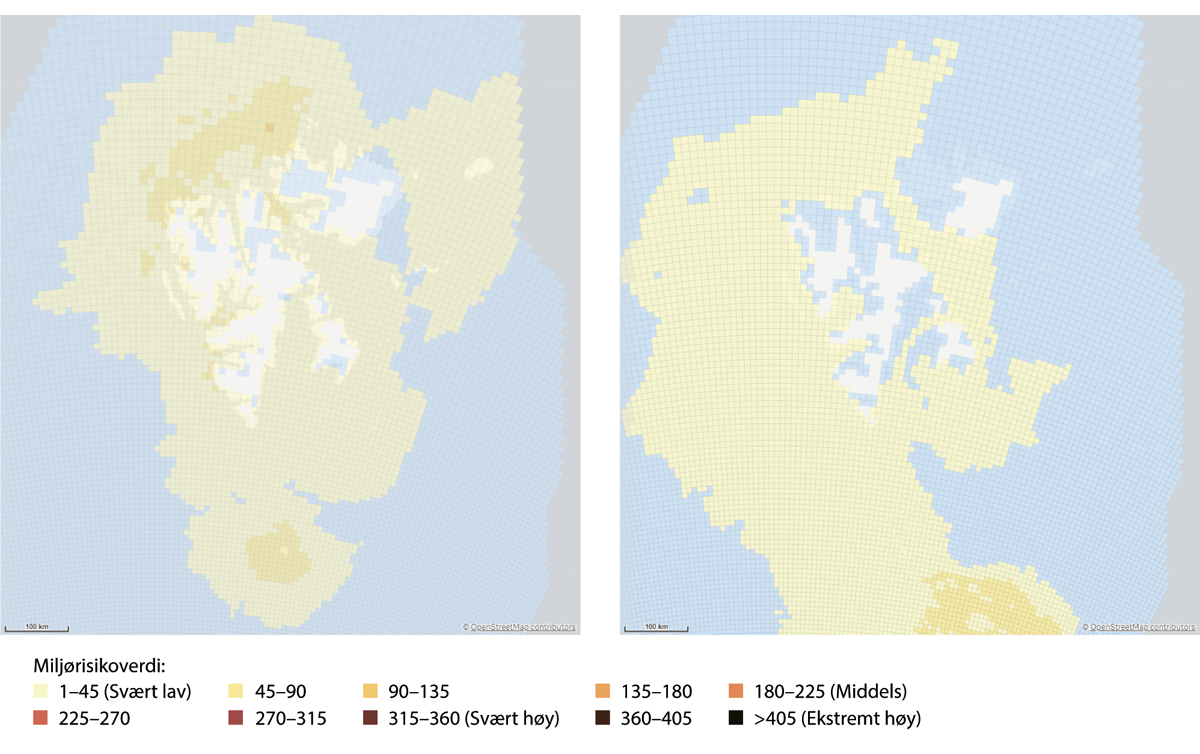 100 km
© OpenStreetMap contributors
100 km
© OpenStreetMap contributors
Miljørisikoverdi:
1–45 (Svært lav) 45–90 90–135 135–180 180–225 (Middels)
225–270 270–315 315–360 (Svært høy) 360–405 >405 (Ekstremt høy)